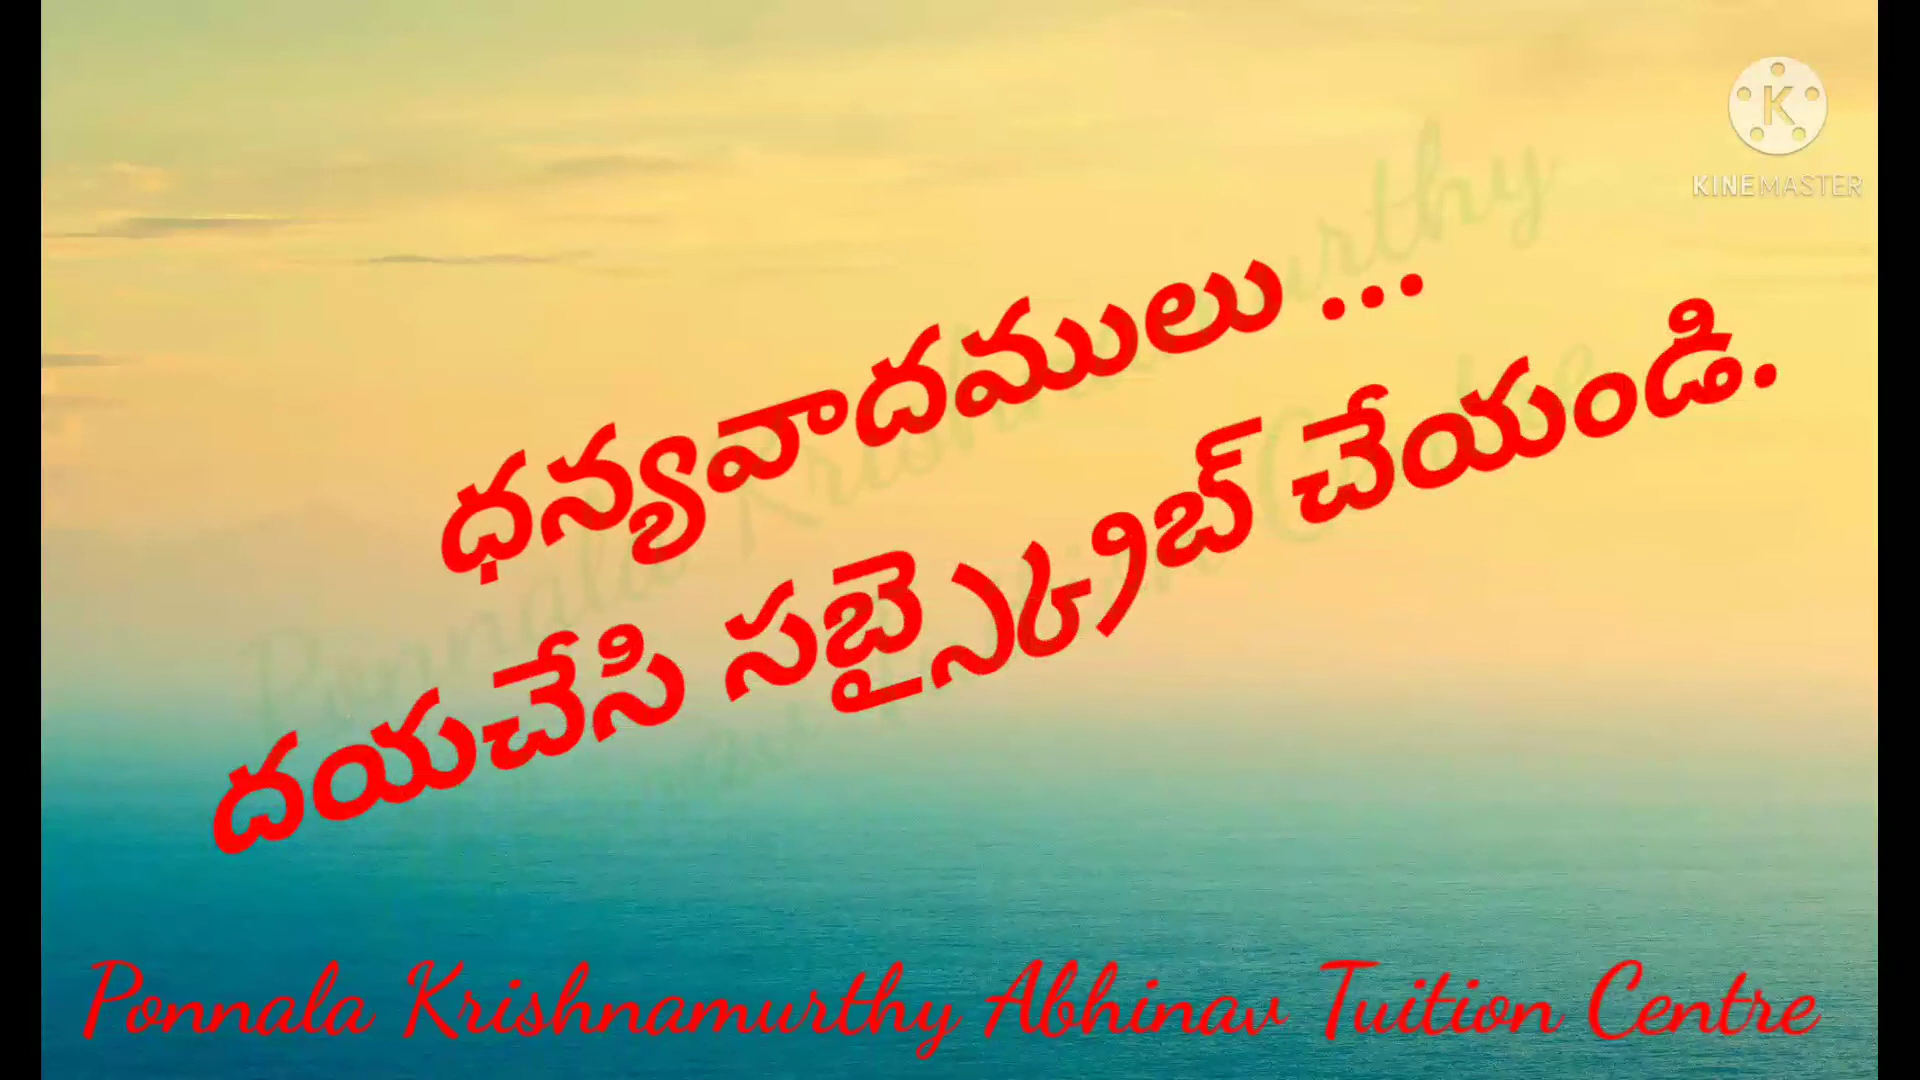 KINEMASTER
ధన్యవాదములు ...
దయచేసి సబ్స్క్రైబ్ చేయండి.
Ponnala Krishnamurthy Abhinav Tuition Centre